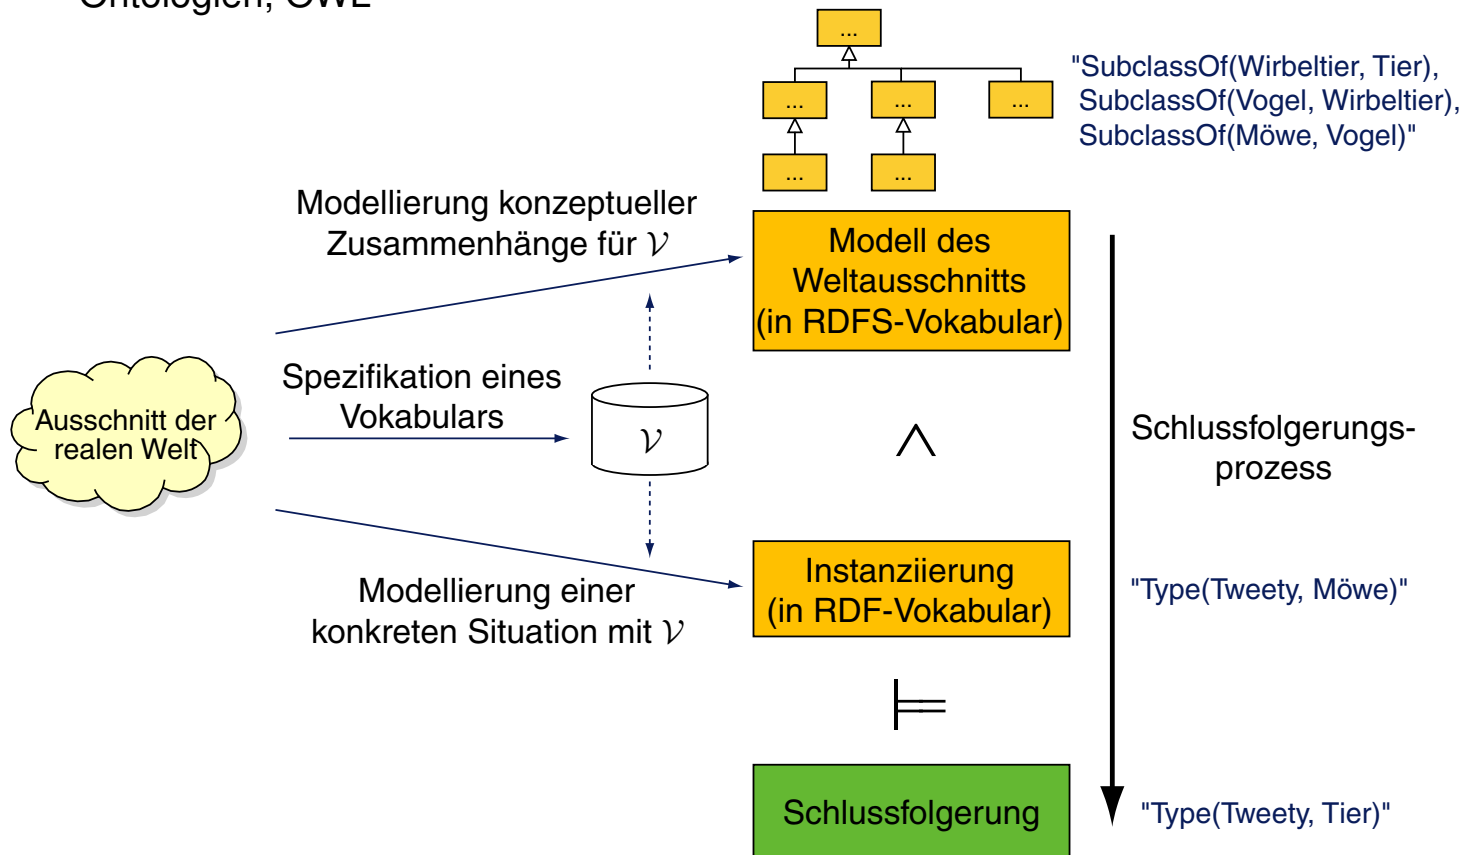 Ontologien, OWL
...
... ... ...
... ...
"SubclassOf(Wirbeltier, Tier),
SubclassOf(Vogel, Wirbeltier),
SubclassOf(Möwe, Vogel)"
Modellierung konzeptueller
Zusammenhänge für 𝒱
Modell des
Weltausschnitts
(in RDFS-Vokabular)
Ausschnitt der
realen Welt
Spezifikation eines
Vokabulars
𝒱
∧
Schlussfolgerungs-
prozess
Modellierung einer
konkreten Situation mit 𝒱
Instanziierung
(in RDF-Vokabular)
"Type(Tweety, Möwe)"
⊨
Schlussfolgerung
"Type(Tweety, Tier)"